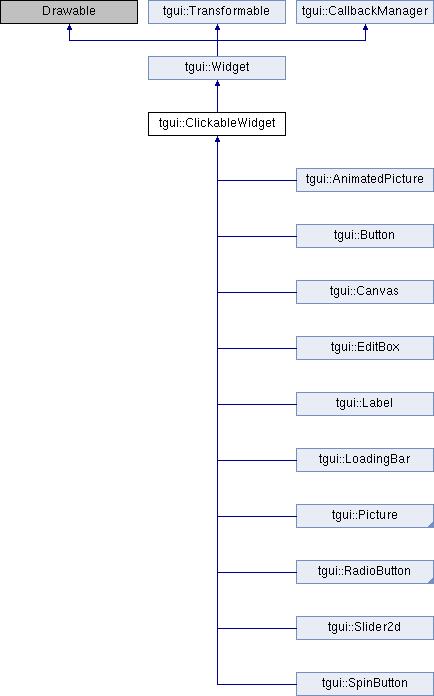 Drawable
tgui::Transformable
tgui::CallbackManager
tgui::Widget
tgui::ClickableWidget
tgui::AnimatedPicture
tgui::Button
tgui::Canvas
tgui::EditBox
tgui::Label
tgui::LoadingBar
tgui::Picture
tgui::RadioButton
tgui::Slider2d
tgui::SpinButton